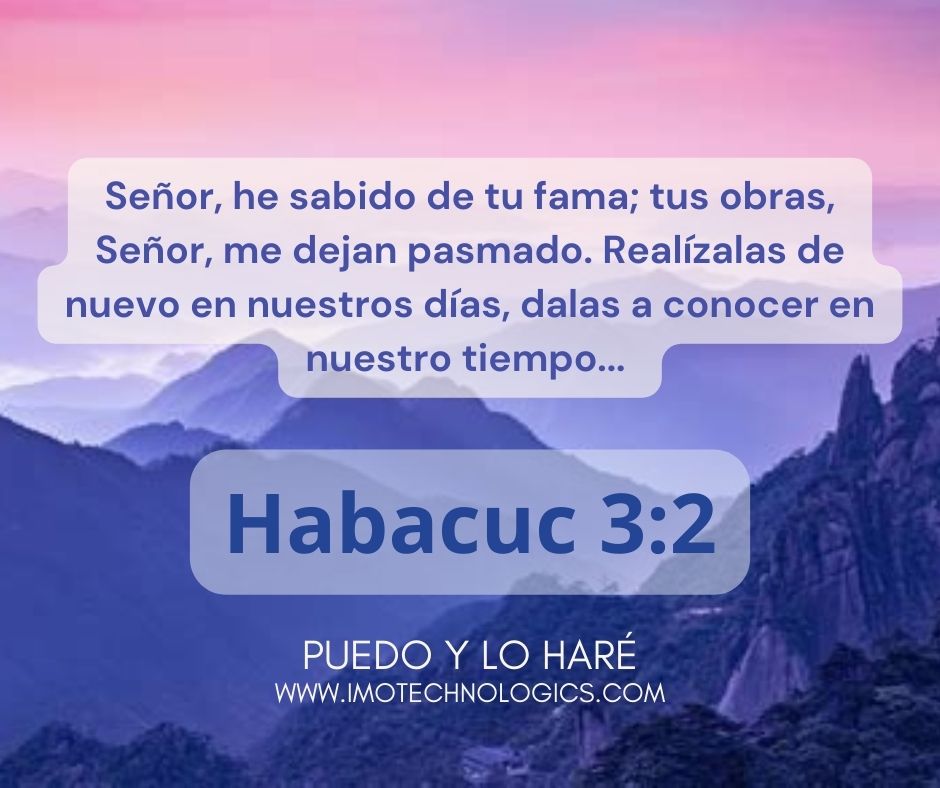 Señor, he sabido de tu fama; tus obras,
Señor, me dejan pasmado. Realízalas de
nuevo en nuestros días, dalas a conocer en
nuestro tiempo...
Habacuc 3:2
PUEDO Y LO HARÉ
WWW.IMOTECHNOLOGICS.COM